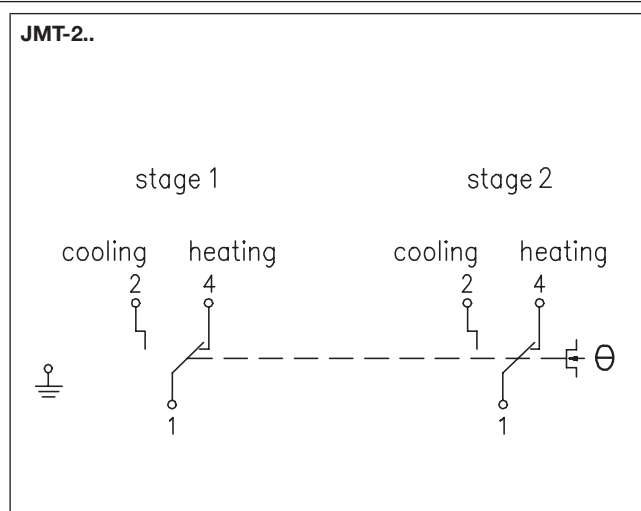 JMT-2..
stage 1 stage 2
cooling heating cooling heating
2 4 2 4
θ
1 1